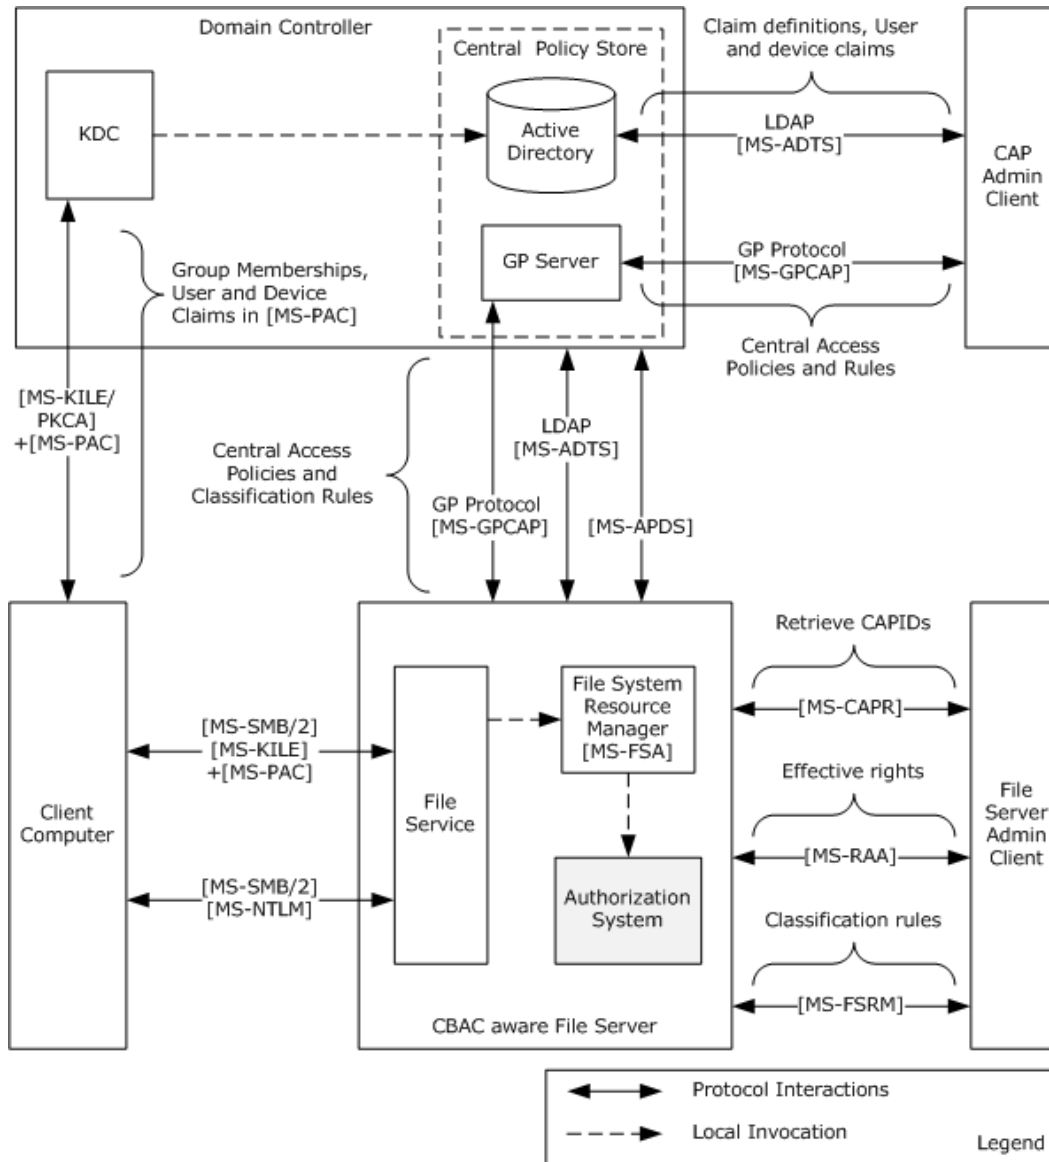 Domain Controller
Central Policy Store
KDC
Active
Directory
GP Server
Claim definitions, User
and device claims
LDAP
[MS-ADTS]
CAP
Admin
Client
GP Protocol
[MS-GPCAP]
Central Access
Policies and Rules
Group Memberships,
User and Device
Claims in [MS-PAC]
[MS-KILE/
PKCA]
+[MS-PAC]
Central Access
Policies and
Classification Rules
GP Protocol
[MS-GPCAP]
LDAP
[MS-ADTS]
[MS-APDS]
Client
Computer
[MS-SMB/2]
[MS-KILE]
+[MS-PAC]
[MS-SMB/2]
[MS-NTLM]
File
Service
File System
Resource
Manager
[MS-FSA]
Authorization
System
CBAC aware File Server
Retrieve CAPIDs
[MS-CAPR]
Effective rights
[MS-RAA]
Classification rules
[MS-FSRM]
File
Server
Admin
Client
Protocol Interactions
Local Invocation
Legend